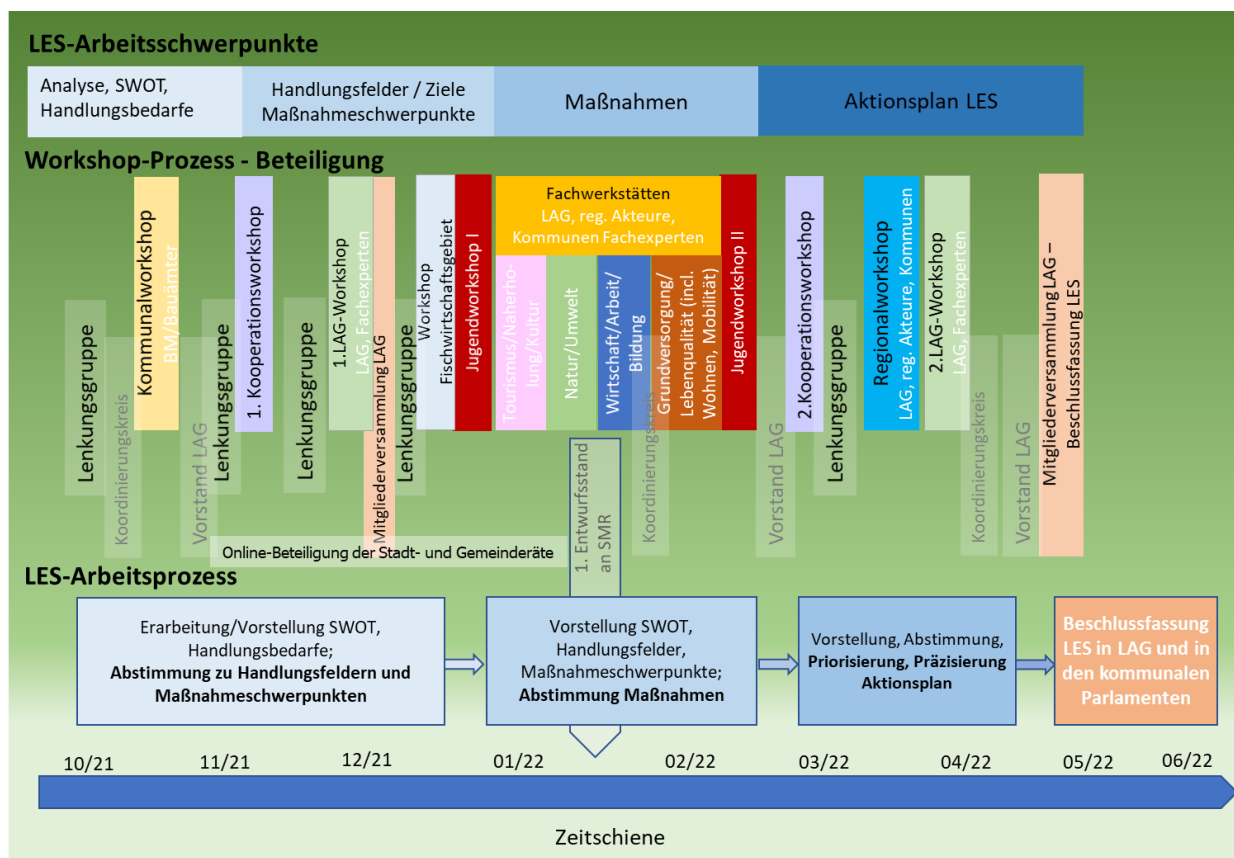 LES-Arbeitsschwerpunkte
Analyse, SWOT,
Handlungsbedarfe
Handlungsfelder / Ziele
Maßnahmeschwerpunkte
Maßnahmen
Aktionsplan LES
Workshop-Prozess - Beteiligung
Lenkungsgruppe
Koordinierungskreis
Kommunalworkshop
BM/Bauämter
Vorstand LAG
Lenkungsgruppe
1. Kooperationsworkshop
Lenkungsgruppe
1.LAG-Workshop
LAG, Fachexperten
Mitgliederversammlung LAG
Lenkungsgruppe
Workshop
Fischwirtschaftsgebiet
Jugendworkshop I
Fachwerkstätten
LAG, reg. Akteure,
Kommunen Fachexperten
Tourismus/Naherho-
lung/Kultur
Natur/Umwelt
Wirtschaft/Arbeit/
Bildung
Grundversorgung/
Lebenqualität (incl.
Wohnen, Mobilität)
Koordinierungskreis
Jugendworkshop II
Vorstand LAG
2.Kooperationsworkshop
Lenkungsgruppe
Regionalworkshop
LAG, reg. Akteure, Kommunen
2.LAG-Workshop
LAG, Fachexperten
Koordinierungskreis
Vorstand LAG
Mitgliederversammlung LAG –
Beschlussfassung LES
Online-Beteiligung der Stadt- und Gemeinderäte
1. Entwurfsstand
an SMR
LES-Arbeitsprozess
Erarbeitung/Vorstellung SWOT,
Handlungsbedarfe;
Abstimmung zu Handlungsfeldern und
Maßnahmeschwerpunkten
Vorstellung SWOT,
Handlungsfelder,
Maßnahmeschwerpunkte;
Abstimmung Maßnahmen
Vorstellung, Abstimmung,
Priorisierung, Präzisierung
Aktionsplan
Beschlussfassung
LES in LAG und in
den kommunalen
Parlamenten
10/21
11/21
12/21
01/22
02/22
03/22
04/22
05/22
06/22
Zeitschiene